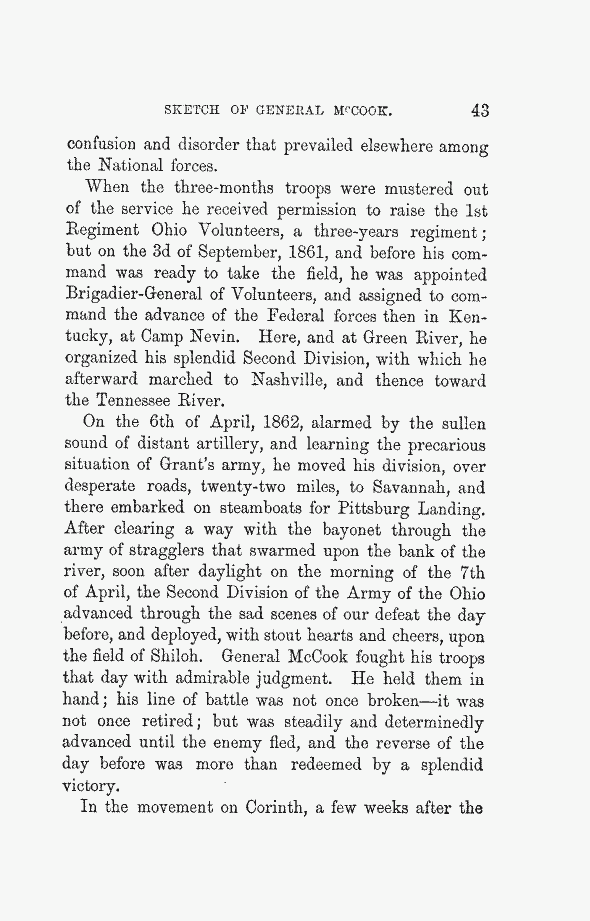 SKETCH OF GENERAL McCOOK. 43
confusion and disorder that prevailed elsewhere among
the National forces.
When the three-months troops were mustered out
of the service he received permission to raise the 1st
Regiment Ohio Volunteers, a three-years regiment;
but on the 3d of September, 1861, and before his com-
mand was ready to take the field, he was appointed
Brigadier-General of Volunteers, and assigned to com-
mand the advance of the Federal forces then in Ken-
tucky, at Camp Nevin. Here, and at Green River, he
organized his splendid Second Division, with which he
afterward marched to Nashville, and thence toward
the Tennessee River.
On the 6th of April, 1862, alarmed by the sullen
sound of distant artillery, and learning the precarious
situation of Grant's army, he moved his division, over
desperate roads, twenty-two miles, to Savannah, and
there embarked on steamboats for Pittsburg Landing.
After clearing a way with the bayonet through the
army of stragglers that swarmed upon the bank of the
river, soon after daylight on the morning of the 7th
of April, the Second Division of the Army of the Ohio
advanced through the sad scenes of our defeat the day
before, and deployed, with stout hearts and cheers, upon
the field of Shiloh. General McCook fought his troops
that day with admirable judgment. He held them in
hand; his line of battle was not once broken—it was
not once retired; but was steadily and determinedly
advanced until the enemy fled, and the reverse of the
day before was more than redeemed by a splendid
victory.
In the movement on Corinth, a few weeks after the